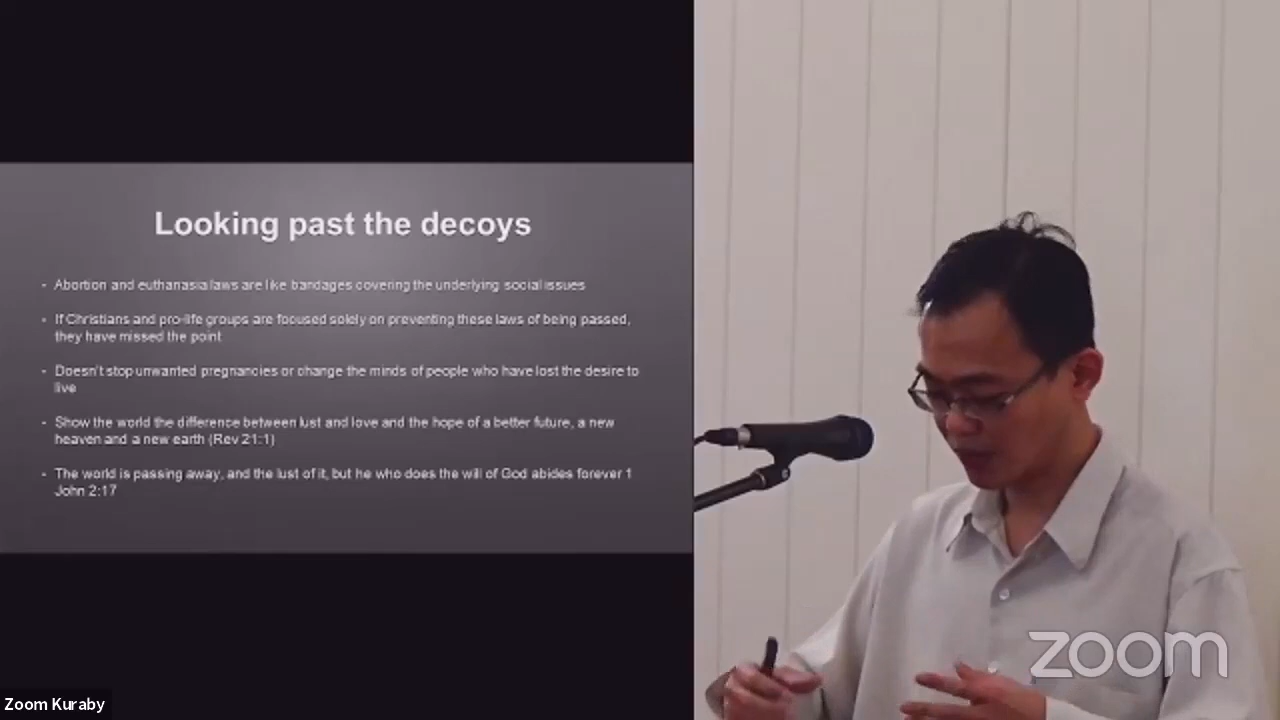 Looking past the decoys
- Abortion and euthanasia laws are like bandages covering the underlying social issues
- If Christians and pro-life groups are focused solely on preventing these laws of being passed,
they have missed the point
- Doesn't stop unwanted pregnancies or change the minds of people who have lost the desire to
live
- Show the world the difference between lust and love and the hope of a better future, a new
heaven and a new earth (Rev 21:1)
- The world is passing away, and the lust of it, but he who does the will of God abides forever 1
John 2:17
zoom
Zoom Kuraby